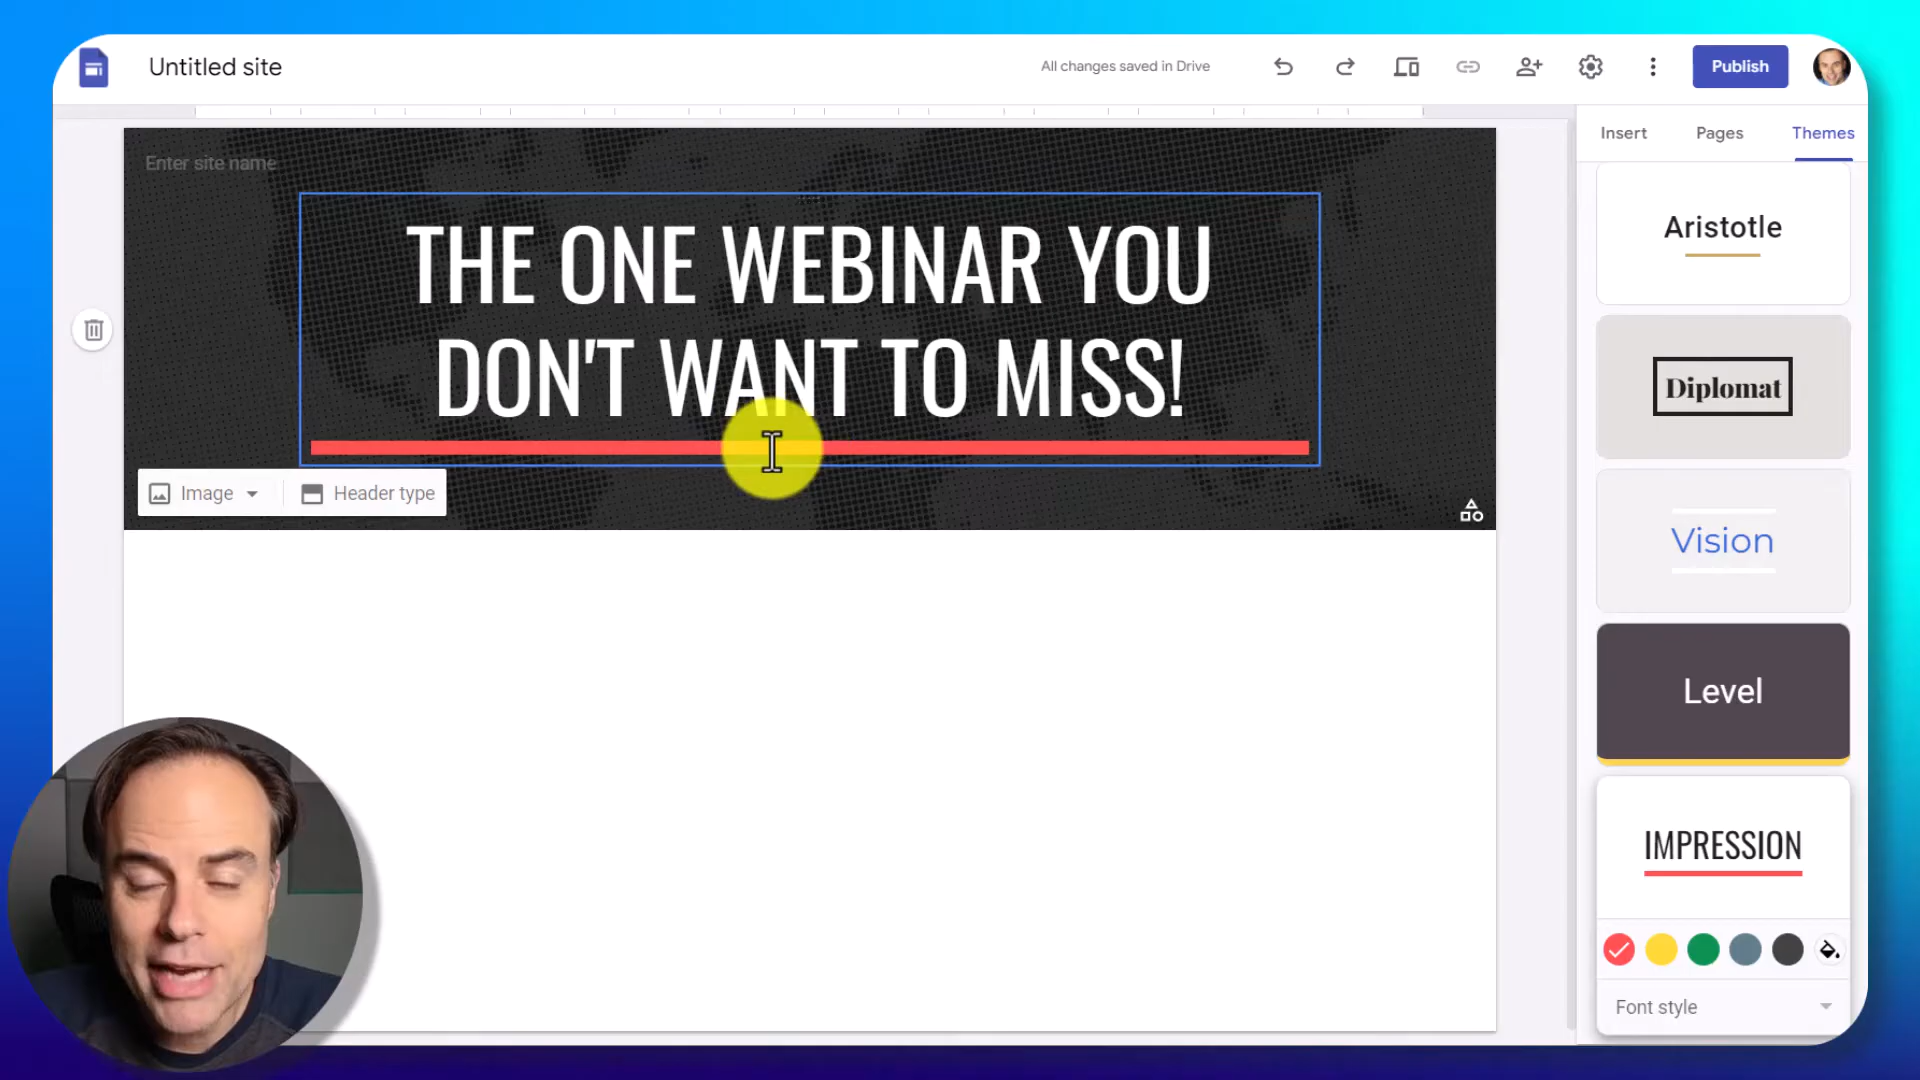 Untitled site
All changes saved in Drive
Publish
Insert
Pages
Themes
Enter site name
THE ONE WEBINAR YOU
DON'T WANT TO MISS!
Image
Header type
Aristotle
Diplomat
Vision
Level
IMPRESSION
Font style